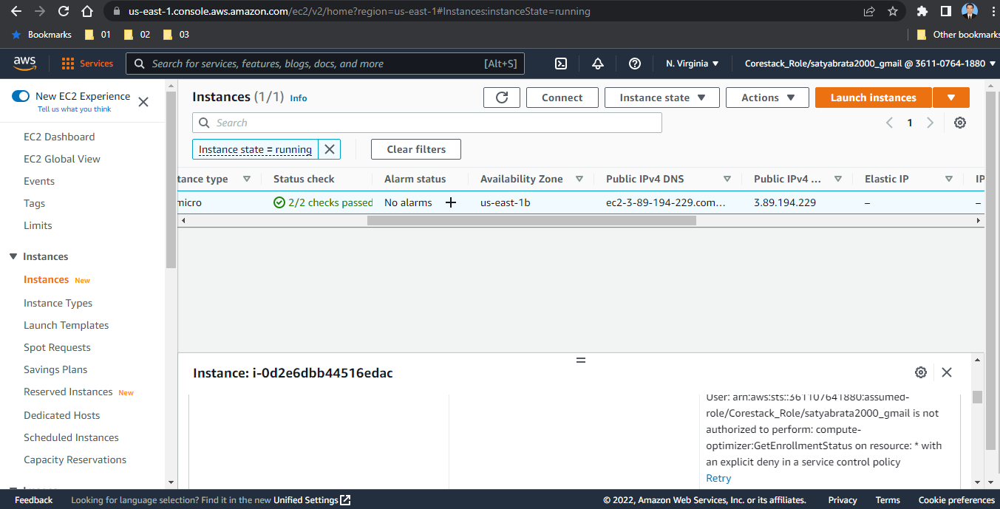 us-east-1.console.aws.amazon.com/ec2/v2/home?region=us-east-1#Instances:instanceState=running
Bookmarks 01 02 03 Other bookmarks
aws Services Search for services, features, blogs, docs, and more [Alt+S] N. Virginia Corestack_Role/satyabrata2000_gmail @ 3611-0764-1880
New EC2 Experience
Tell us what you think
EC2 Dashboard
EC2 Global View
Events
Tags
Limits
Instances
Instances New
Instance Types
Launch Templates
Spot Requests
Savings Plans
Reserved Instances New
Dedicated Hosts
Scheduled Instances
Capacity Reservations
Instances (1/1) Info Connect Instance state Actions Launch instances
Search 1
Instance state = running Clear filters
tance type Status check Alarm status Availability Zone Public IPv4 DNS Public IPv4 ... Elastic IP IP
micro 2/2 checks passed No alarms + us-east-1b ec2-3-89-194-229.com... 3.89.194.229 – –
Instance: i-0d2e6dbb44516edac
User: arn:aws:sts::361107641880:assumed-
role/Corestack_Role/satyabrata2000_gmail is not
authorized to perform: compute-
optimizer:GetEnrollmentStatus on resource: * with
an explicit deny in a service control policy
Retry
Feedback Looking for language selection? Find it in the new Unified Settings © 2022, Amazon Web Services, Inc. or its affiliates. Privacy Terms Cookie preferences